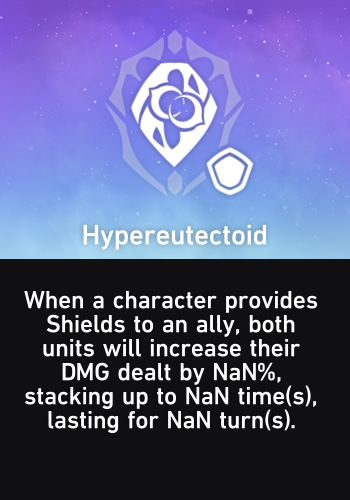 Hypereutectoid
When a character provides
Shields to an ally, both
units will increase their
DMG dealt by NaN%,
stacking up to NaN time(s),
lasting for NaN turn(s).